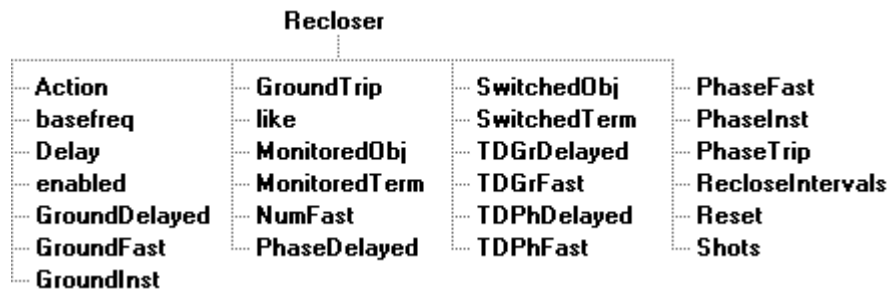 Recloser
Action
basefreq
Delay
enabled
GroundDelayed
GroundFast
GroundInst
GroundTrip
like
MonitoredObj
MonitoredTerm
NumFast
PhaseDelayed
SwitchedObj
SwitchedTerm
TDGrDelayed
TDGrFast
TDPhDelayed
TDPhFast
PhaseFast
PhaseInst
PhaseTrip
RecloseIntervals
Reset
Shots